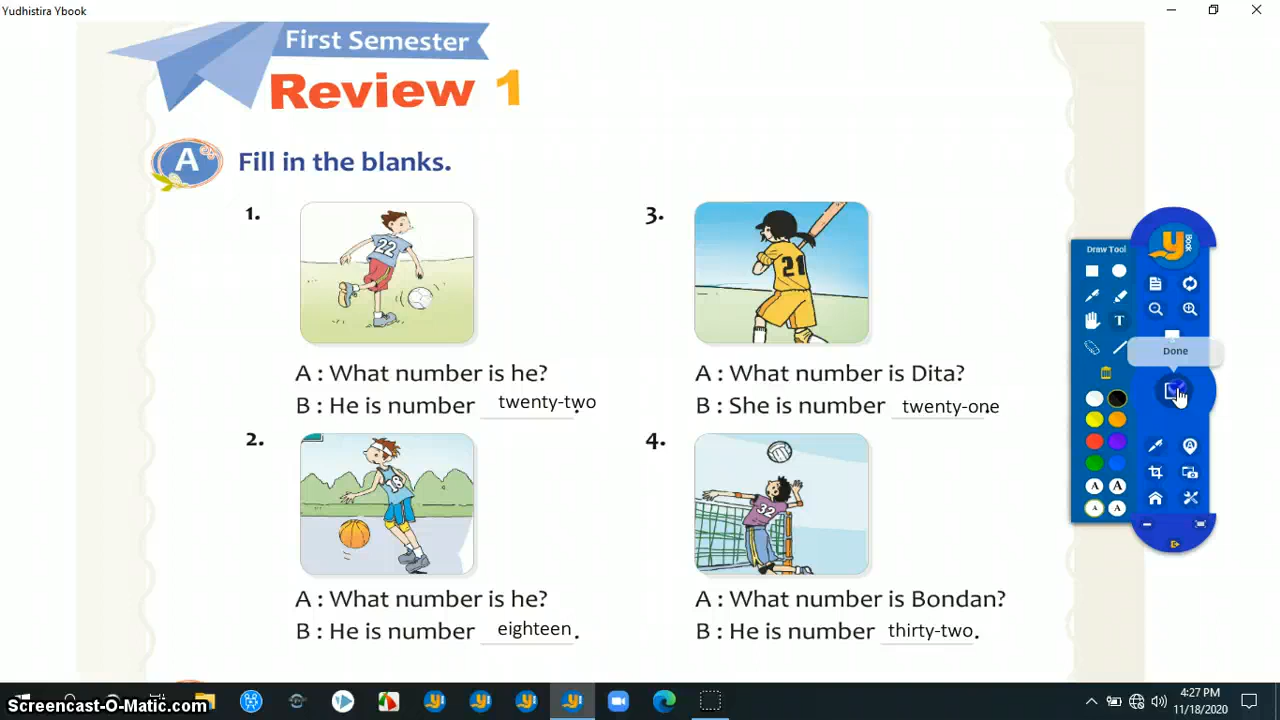 Yudhistira Ybook
First Semester
Review 1
A Fill in the blanks.
1.
22
A : What number is he?
B : He is number twenty-two.
2.
18
A : What number is he?
B : He is number eighteen.
3.
21
A : What number is Dita?
B : She is number twenty-one.
4.
32
A : What number is Bondan?
B : He is number thirty-two.
y Book
Draw Tool
T
Done
A
A A
A A
Screencast-O-Matic.com
4:27 PM
11/18/2020